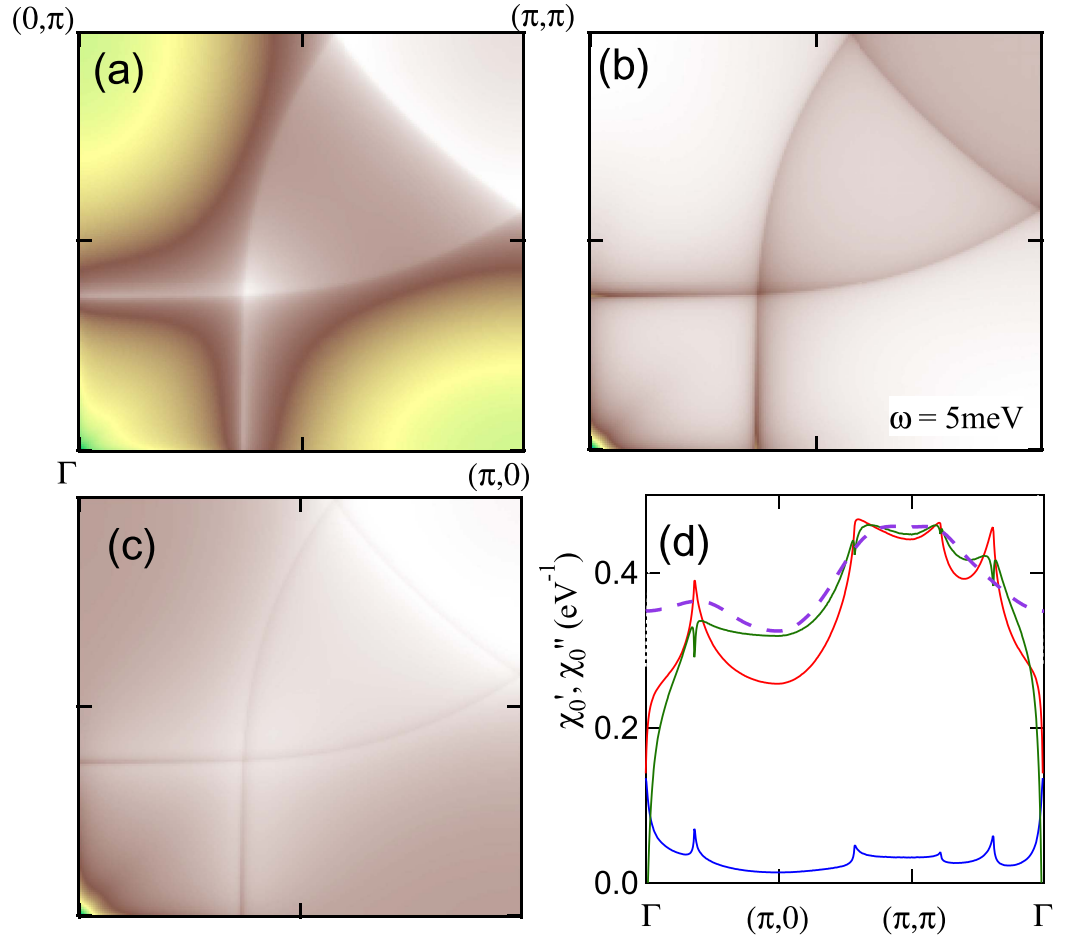 (0,π)
(π,π)
(a)
(b)
ω = 5meV
Γ
(π,0)
(c)
(d)
χ₀', χ₀'' (eV⁻¹)
0.4
0.2
0.0
Γ
(π,0)
(π,π)
Γ